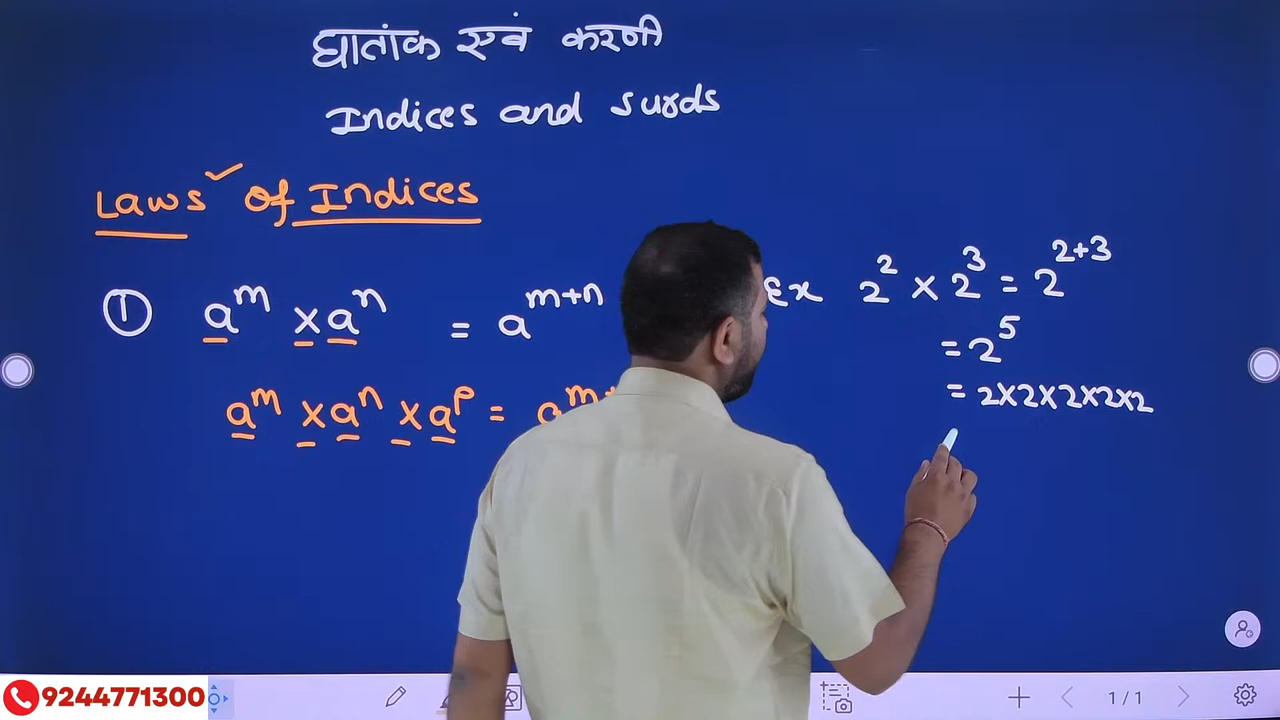 घातांक एवं करणी
Indices and surds
Laws of Indices
① a^m × a^n = a^{m+n}
Ex 2^2 × 2^3 = 2^{2+3}
= 2^5
= 2×2×2×2×2
a^m × a^n × a^p =
9244771300
1/1